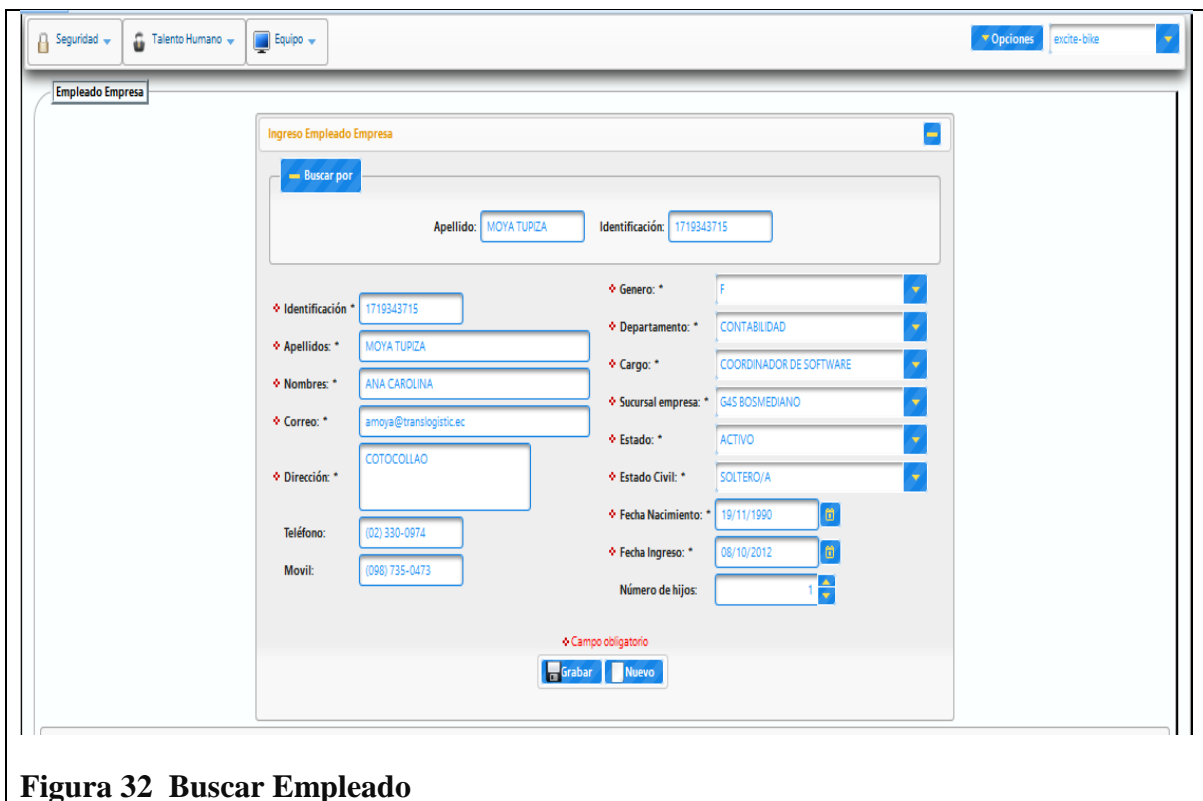 Seguridad Talento Humano Equipo Opciones excite-bike
Empleado Empresa
Ingreso Empleado Empresa
Buscar por
Apellido: MOYA TUPIZA Identificación: 1719343715
Identificación * 1719343715
Apellidos: * MOYA TUPIZA
Nombres: * ANA CAROLINA
Correo: * amoya@translogistic.ec
Dirección: * COTOCOLLAO
Teléfono: (02) 330-0974
Movil: (098) 735-0473
Genero: * F
Departamento: * CONTABILIDAD
Cargo: * COORDINADOR DE SOFTWARE
Sucursal empresa: * G4S BOSMEDIANO
Estado: * ACTIVO
Estado Civil: * SOLTERO/A
Fecha Nacimiento: * 19/11/1990
Fecha Ingreso: * 08/10/2012
Número de hijos: 1
Campo obligatorio
Grabar Nuevo
Figura 32 Buscar Empleado